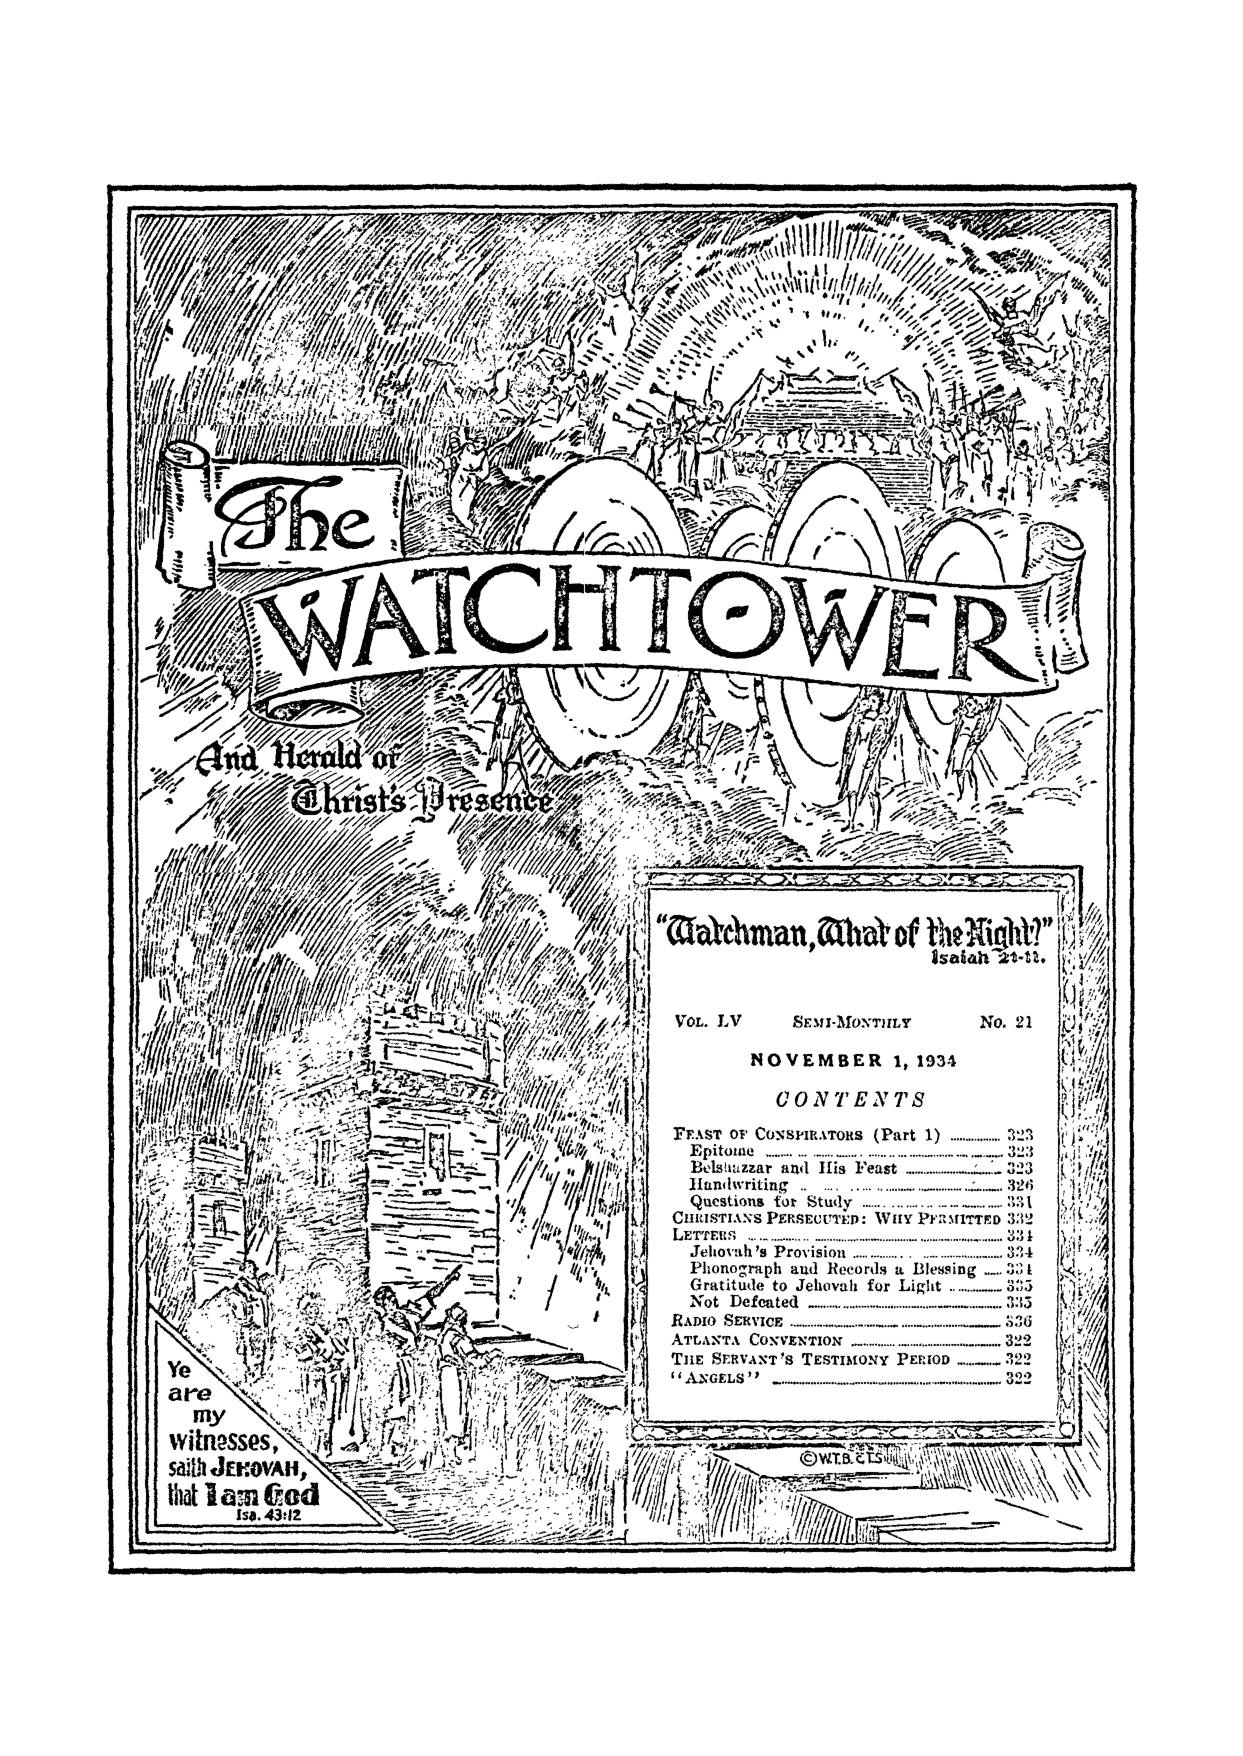 The
WATCHTOWER
And Herald of
Christ's Presence
"Watchman, What of the Night?"
Isaiah 21-11.
VOL. LV SEMI-MONTHLY No. 21
NOVEMBER 1, 1934
CONTENTS
FEAST OF CONSPIRATORS (Part 1) ............ 323
Epitome ............ 323
Belshazzar and His Feast ............ 323
Handwriting ............ 326
Questions for Study ............ 331
CHRISTIANS PERSECUTED: WHY PERMITTED 332
LETTERS ............ 334
Jehovah's Provision ............ 334
Phonograph and Records a Blessing ..... 334
Gratitude to Jehovah for Light ............ 335
Not Defeated ............ 335
RADIO SERVICE ............ 336
ATLANTA CONVENTION ............ 322
THE SERVANT'S TESTIMONY PERIOD ............ 322
"ANGELS" ............ 322
©W.T.B.&T.S
Ye
are
my
witnesses,
saith JEHOVAH,
that I am God
Isa. 43:12